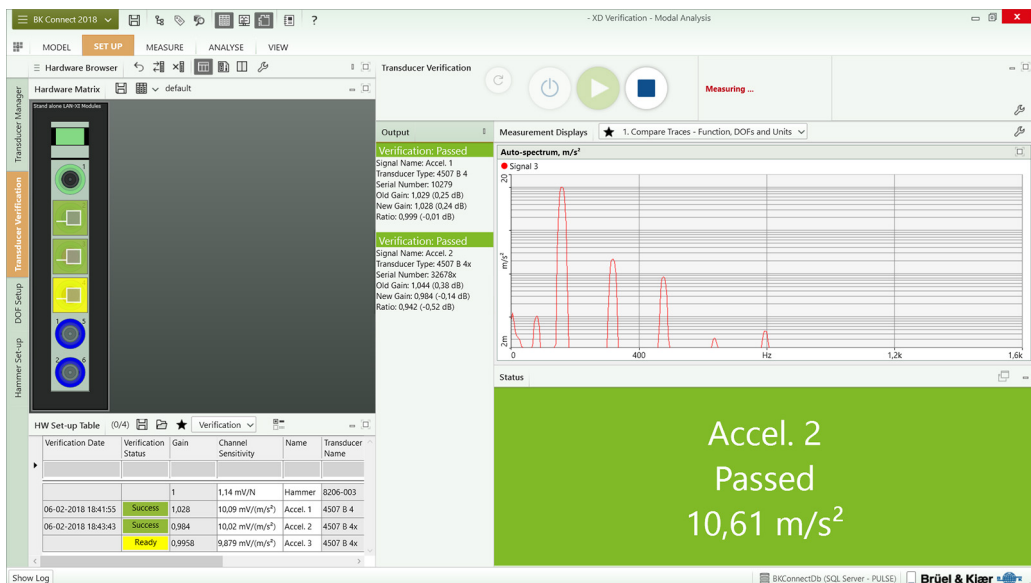 BK Connect 2018
?
- XD Verification - Modal Analysis
MODEL
SET UP
MEASURE
ANALYSE
VIEW
Hardware Browser
Hardware Matrix
default
Stand alone LAN-XI Modules
1
1
5
2
6
Transducer Manager
Transducer Verification
DOF Setup
Hammer Set-up
HW Set-up Table (0/4)
Verification
Verification Date Verification Status Gain Channel Sensitivity Name Transducer Name
1 1,14 mV/N Hammer 8206-003
06-02-2018 18:41:55 Success 1,028 10,09 mV/(m/s²) Accel. 1 4507 B 4
06-02-2018 18:43:43 Success 0,984 10,02 mV/(m/s²) Accel. 2 4507 B 4x
Ready 0,9958 9,879 mV/(m/s²) Accel. 3 4507 B 4x
Transducer Verification
Measuring ...
Output
Verification: Passed
Signal Name: Accel. 1
Transducer Type: 4507 B 4
Serial Number: 10279
Old Gain: 1,029 (0,25 dB)
New Gain: 1,028 (0,24 dB)
Ratio: 0,999 (-0,01 dB)
Verification: Passed
Signal Name: Accel. 2
Transducer Type: 4507 B 4x
Serial Number: 32678x
Old Gain: 1,044 (0,38 dB)
New Gain: 0,984 (-0,14 dB)
Ratio: 0,942 (-0,52 dB)
Measurement Displays
1. Compare Traces - Function, DOFs and Units
Auto-spectrum, m/s²
Signal 3
20
m/s²
2m
0 400 Hz 1,2k 1,6k
Status
Accel. 2
Passed
10,61 m/s²
Show Log
BKConnectDb (SQL Server - PULSE)
Brüel & Kjær